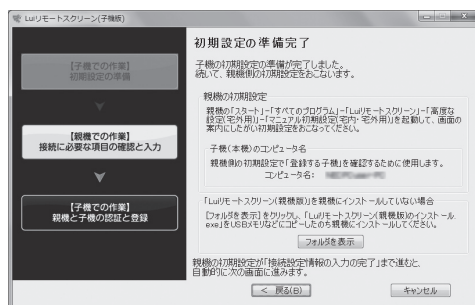 Luiリモートスクリーン(子機版)
【子機での作業】
初期設定の準備
【親機での作業】
接続に必要な項目の確認と入力
【子機での作業】
親機と子機の認証と登録
初期設定の準備完了
子機の初期設定の準備が完了しました。
続いて、親機側の初期設定をおこないます。
親機の初期設定
親機の「スタート」-「すべてのプログラム」-「Luiリモートスクリーン」-「高度な
設定(宅外用)」-「マニュアル初期設定(宅内・宅外用)」を起動して、画面の
案内にしたがい初期設定をおこなってください。
子機(本機)のコンピュータ名
親機側の初期設定で「登録する子機」を確認するために使用します。
コンピュータ名:
「Luiリモートスクリーン(親機版)」を親機にインストールしていない場合
[フォルダを表示]をクリックし、「Luiリモートスクリーン(親機版)のインストール.
exe」をUSBメモリなどにコピーしたのち親機にインストールしてください。
フォルダを表示
親機の初期設定が「接続設定情報の入力の完了」まで進むと、
自動的に次の画面に進みます。
< 戻る(B)
キャンセル